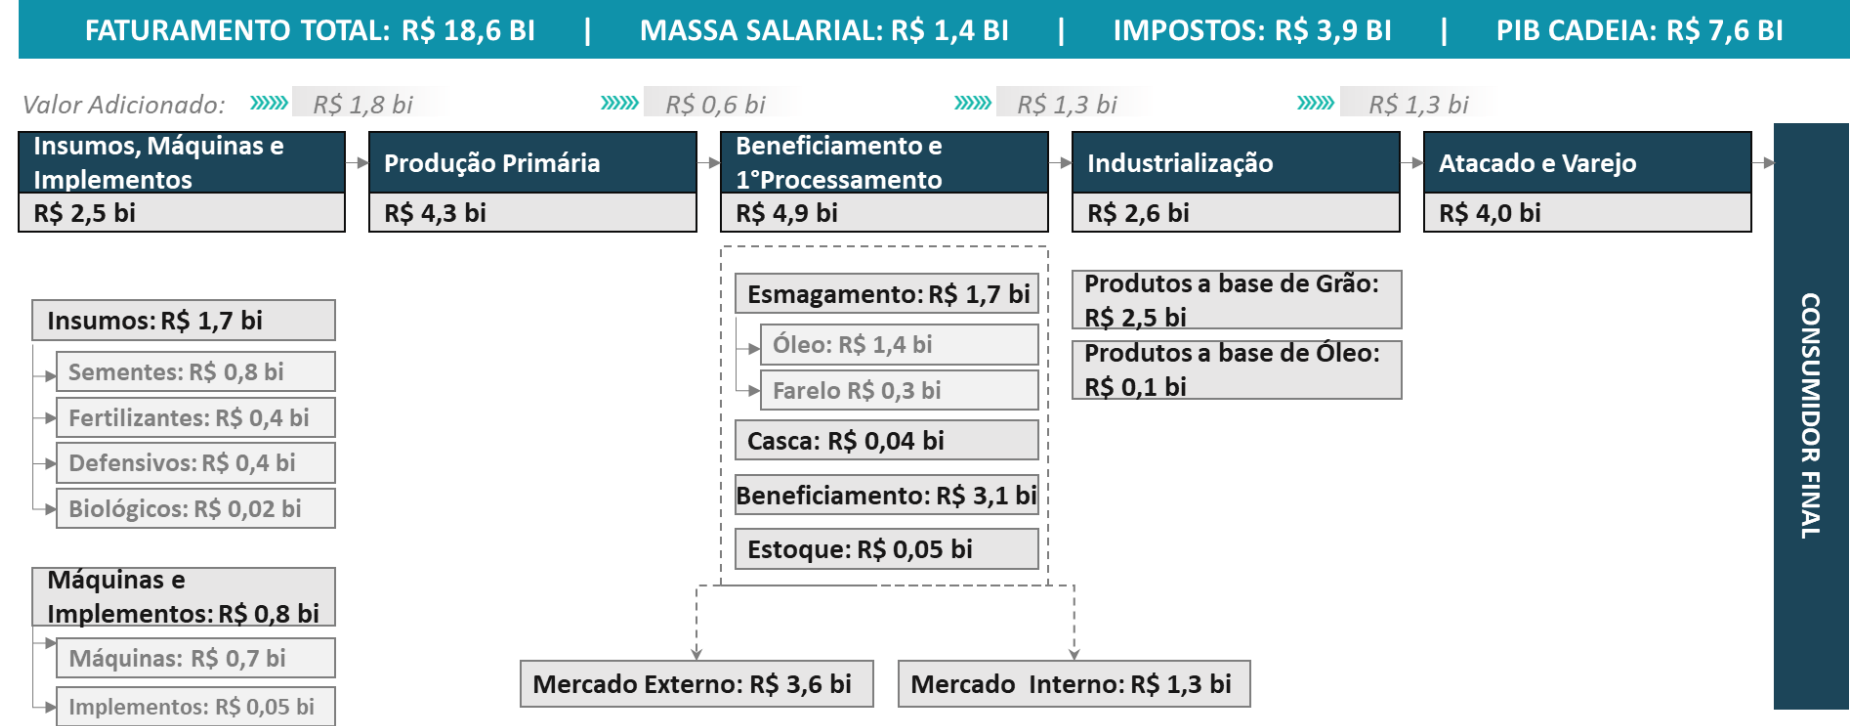 FATURAMENTO TOTAL: R$ 18,6 BI | MASSA SALARIAL: R$ 1,4 BI | IMPOSTOS: R$ 3,9 BI | PIB CADEIA: R$ 7,6 BI
Valor Adicionado: »»» R$ 1,8 bi »»» R$ 0,6 bi »»» R$ 1,3 bi »»» R$ 1,3 bi
Insumos, Máquinas e
Implementos
R$ 2,5 bi
Produção Primária
R$ 4,3 bi
Beneficiamento e
1°Processamento
R$ 4,9 bi
Industrialização
R$ 2,6 bi
Atacado e Varejo
R$ 4,0 bi
Insumos: R$ 1,7 bi
Sementes: R$ 0,8 bi
Fertilizantes: R$ 0,4 bi
Defensivos: R$ 0,4 bi
Biológicos: R$ 0,02 bi
Máquinas e
Implementos: R$ 0,8 bi
Máquinas: R$ 0,7 bi
Implementos: R$ 0,05 bi
Esmagamento: R$ 1,7 bi
Óleo: R$ 1,4 bi
Farelo R$ 0,3 bi
Casca: R$ 0,04 bi
Beneficiamento: R$ 3,1 bi
Estoque: R$ 0,05 bi
Mercado Externo: R$ 3,6 bi
Mercado Interno: R$ 1,3 bi
Produtos a base de Grão:
R$ 2,5 bi
Produtos a base de Óleo:
R$ 0,1 bi
CONSUMIDOR FINAL